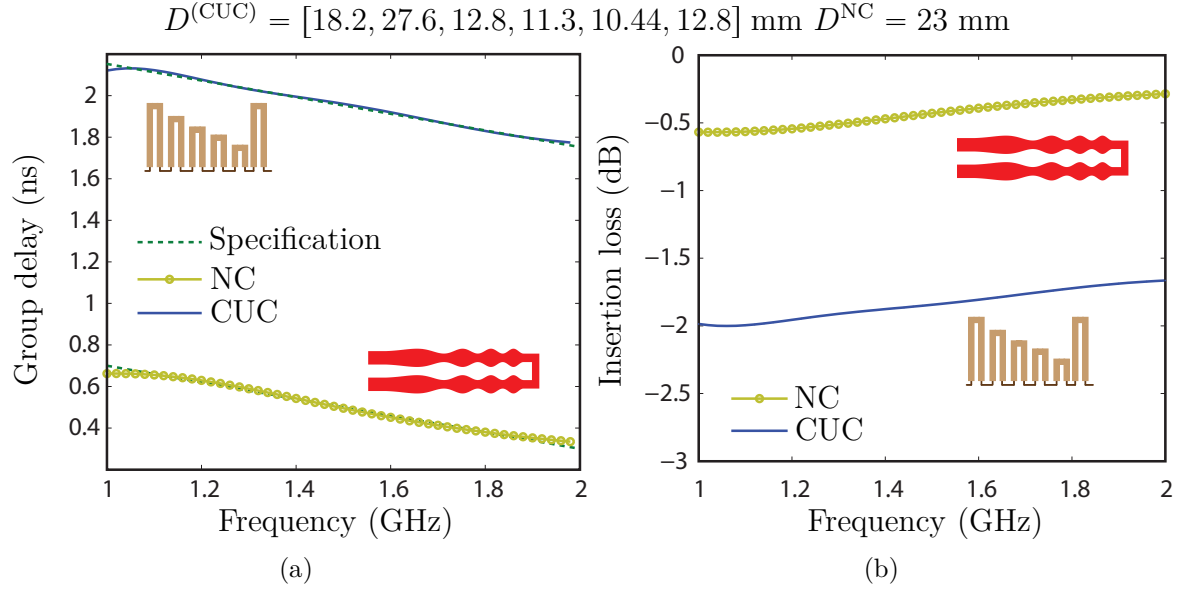 D^(CUC) = [18.2, 27.6, 12.8, 11.3, 10.44, 12.8] mm D^NC = 23 mm
Group delay (ns)
2
1.8
1.6
1.4
1.2
1
0.8
0.6
0.4
Specification
NC
CUC
1
1.2
1.4
1.6
1.8
2
Frequency (GHz)
(a)
Insertion loss (dB)
0
−0.5
−1
−1.5
−2
−2.5
−3
NC
CUC
1
1.2
1.4
1.6
1.8
2
Frequency (GHz)
(b)